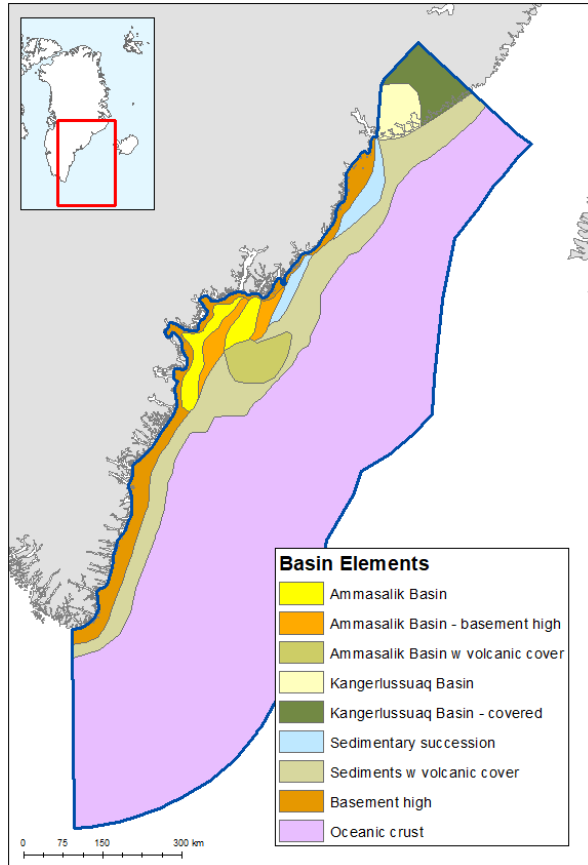 Basin Elements
Ammasalik Basin
Ammasalik Basin - basement high
Ammasalik Basin w volcanic cover
Kangerlussuaq Basin
Kangerlussuaq Basin - covered
Sedimentary succession
Sediments w volcanic cover
Basement high
Oceanic crust
0 75 150 300 km